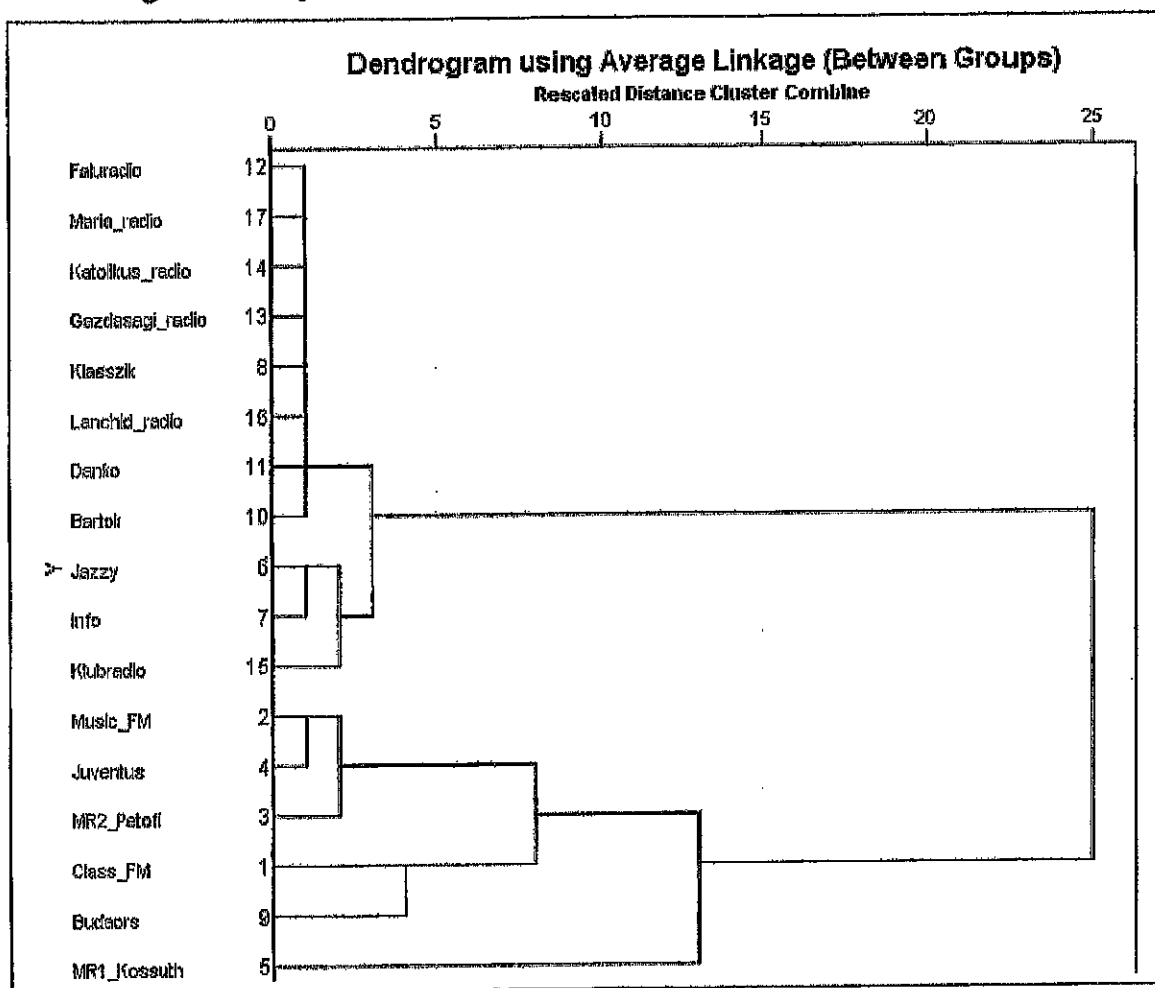 Dendrogram using Average Linkage (Between Groups)
Rescaled Distance Cluster Combine
0 5 10 15 20 25
Faluradio 12
Maria_radio 17
Katolikus_radio 14
Gazdasagi_radio 13
Klasszik 8
Lanchid_radio 16
Danko 11
Bartok 10
Y Jazzy 6
Info 7
Klubradio 15
Music_FM 2
Juventus 4
MR2_Petofi 3
Class_FM 1
Budaors 9
MR1_Kossuth 5